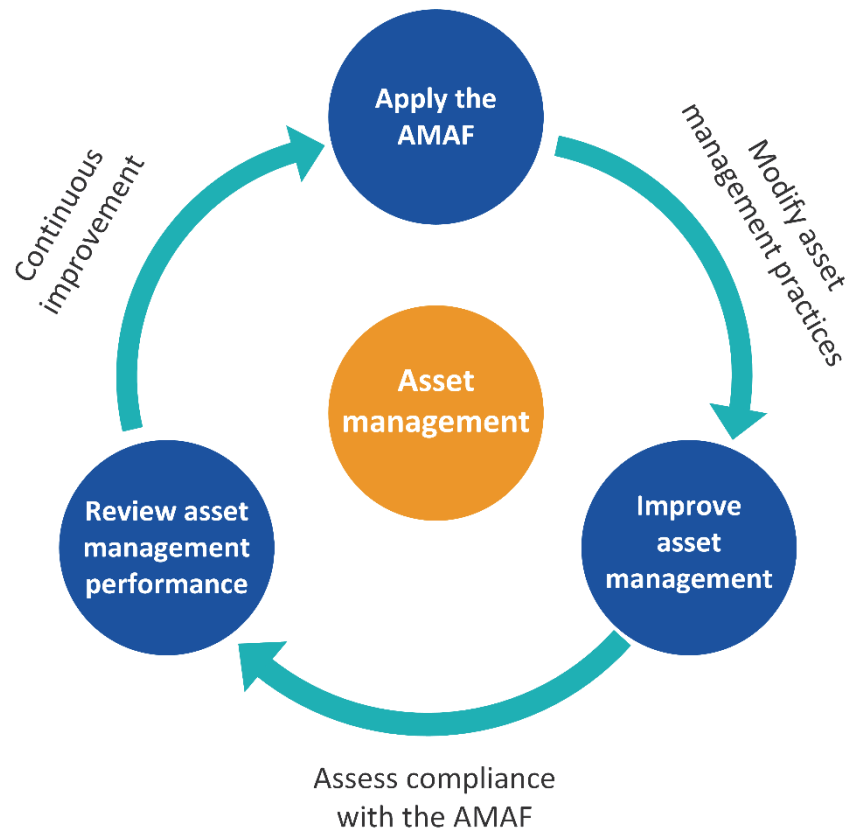 Apply the
AMAF
Modify asset
management practices
Improve
asset
management
Assess compliance
with the AMAF
Review asset
management
performance
Continuous
improvement
Asset
management